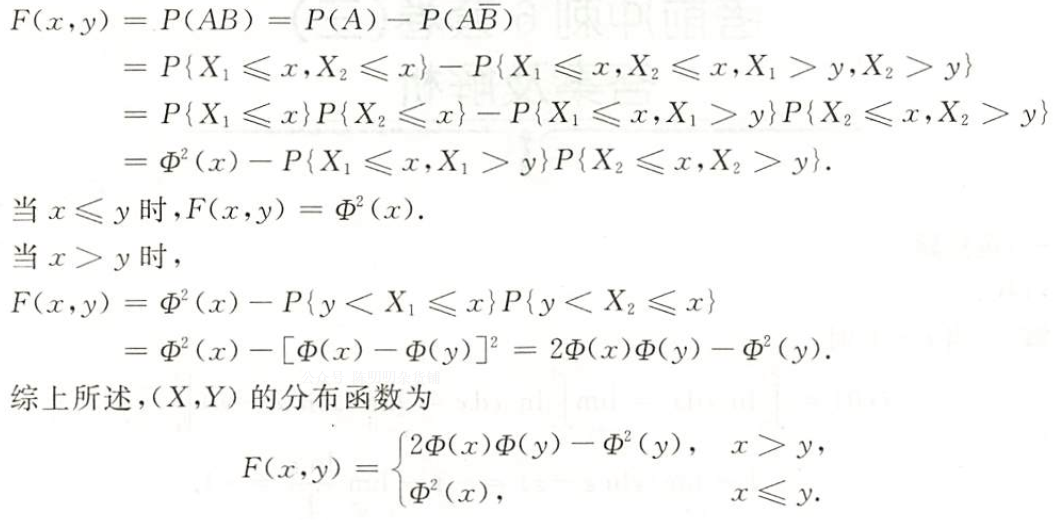 F(x,y) = P(AB) = P(A) − P(AB̅)
= P{X₁ ⩽ x,X₂ ⩽ x} − P{X₁ ⩽ x,X₂ ⩽ x,X₁ > y,X₂ > y}
= P{X₁ ⩽ x}P{X₂ ⩽ x} − P{X₁ ⩽ x,X₁ > y}P{X₂ ⩽ x,X₂ > y}
= Φ²(x) − P{X₁ ⩽ x,X₁ > y}P{X₂ ⩽ x,X₂ > y}.
当 x ⩽ y 时,F(x,y) = Φ²(x).
当 x > y 时,
F(x,y) = Φ²(x) − P{y < X₁ ⩽ x}P{y < X₂ ⩽ x}
= Φ²(x) − [Φ(x) − Φ(y)]² = 2Φ(x)Φ(y) − Φ²(y).
综上所述,(X,Y) 的分布函数为
F(x,y) = { 2Φ(x)Φ(y) − Φ²(y), x > y,
Φ²(x), x ⩽ y.